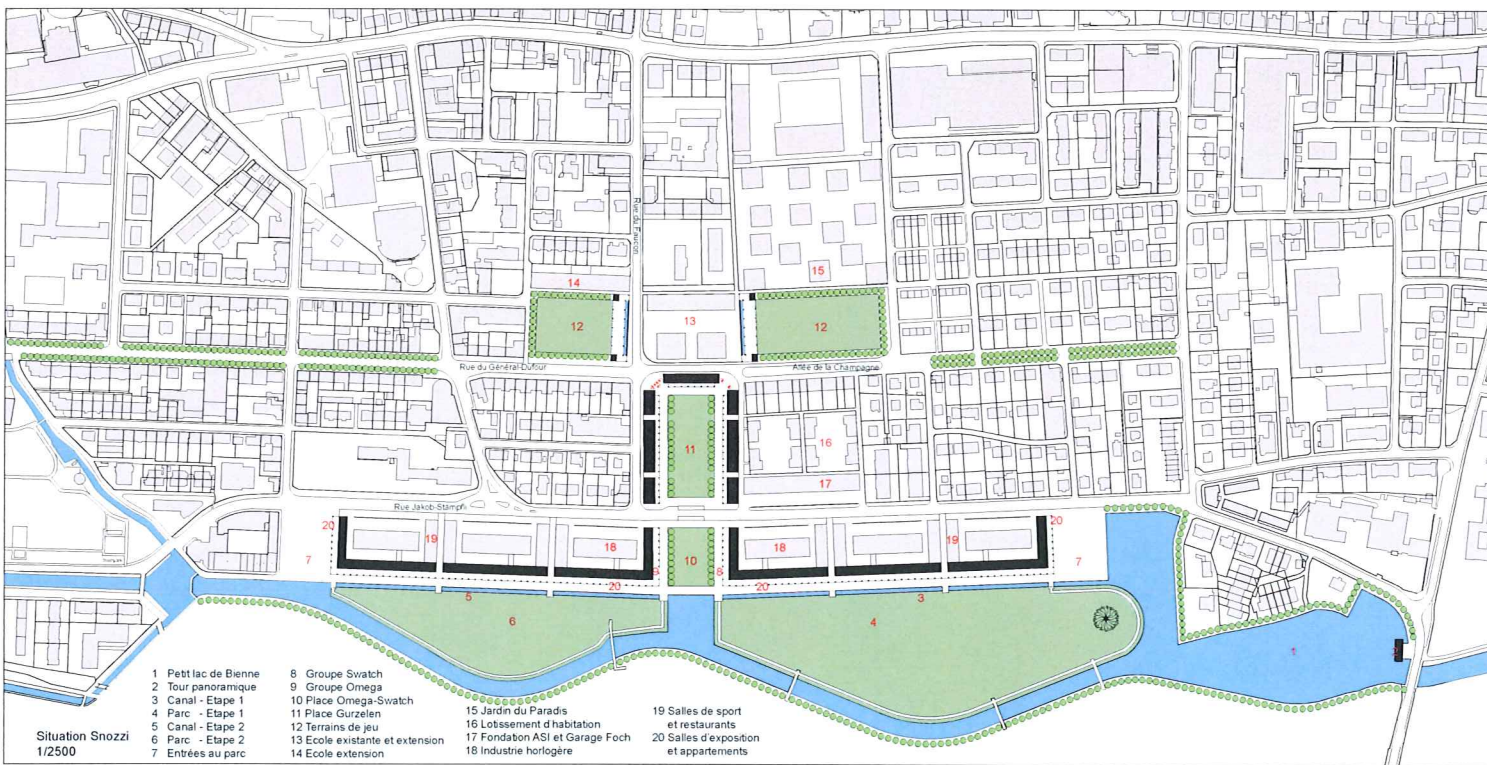 Rue du Faucon
15
14
12
13
12
Rue du Général-Dufour
Allée de la Champagne
11
16
17
Rue Jakob-Stämpfli
20
19
18
18
19
20
7
9
10
8
7
20
20
5
3
6
4
1
2
Situation Snozzi
1/2500
1 Petit lac de Bienne
2 Tour panoramique
3 Canal - Etape 1
4 Parc - Etape 1
5 Canal - Etape 2
6 Parc - Etape 2
7 Entrées au parc
8 Groupe Swatch
9 Groupe Omega
10 Place Omega-Swatch
11 Place Gurzelen
12 Terrains de jeu
13 Ecole existante et extension
14 Ecole extension
15 Jardin du Paradis
16 Lotissement d'habitation
17 Fondation ASI et Garage Foch
18 Industrie horlogère
19 Salles de sport
et restaurants
20 Salles d'exposition
et appartements